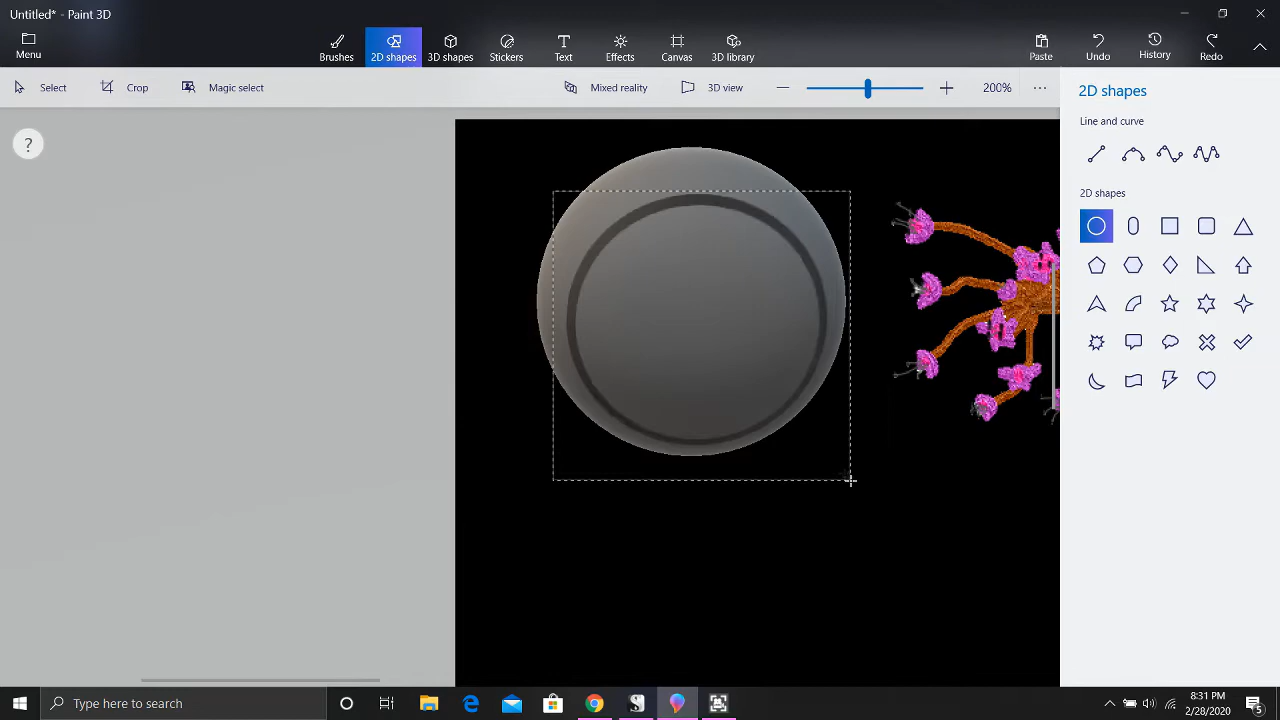 Untitled* - Paint 3D
Menu
Brushes
2D shapes
3D shapes
Stickers
Text
Effects
Canvas
3D library
Paste
Undo
History
Redo
Select
Crop
Magic select
Mixed reality
3D view
200%
2D shapes
Line and curve
2D shapes
?
Type here to search
8:31 PM
2/28/2020
5